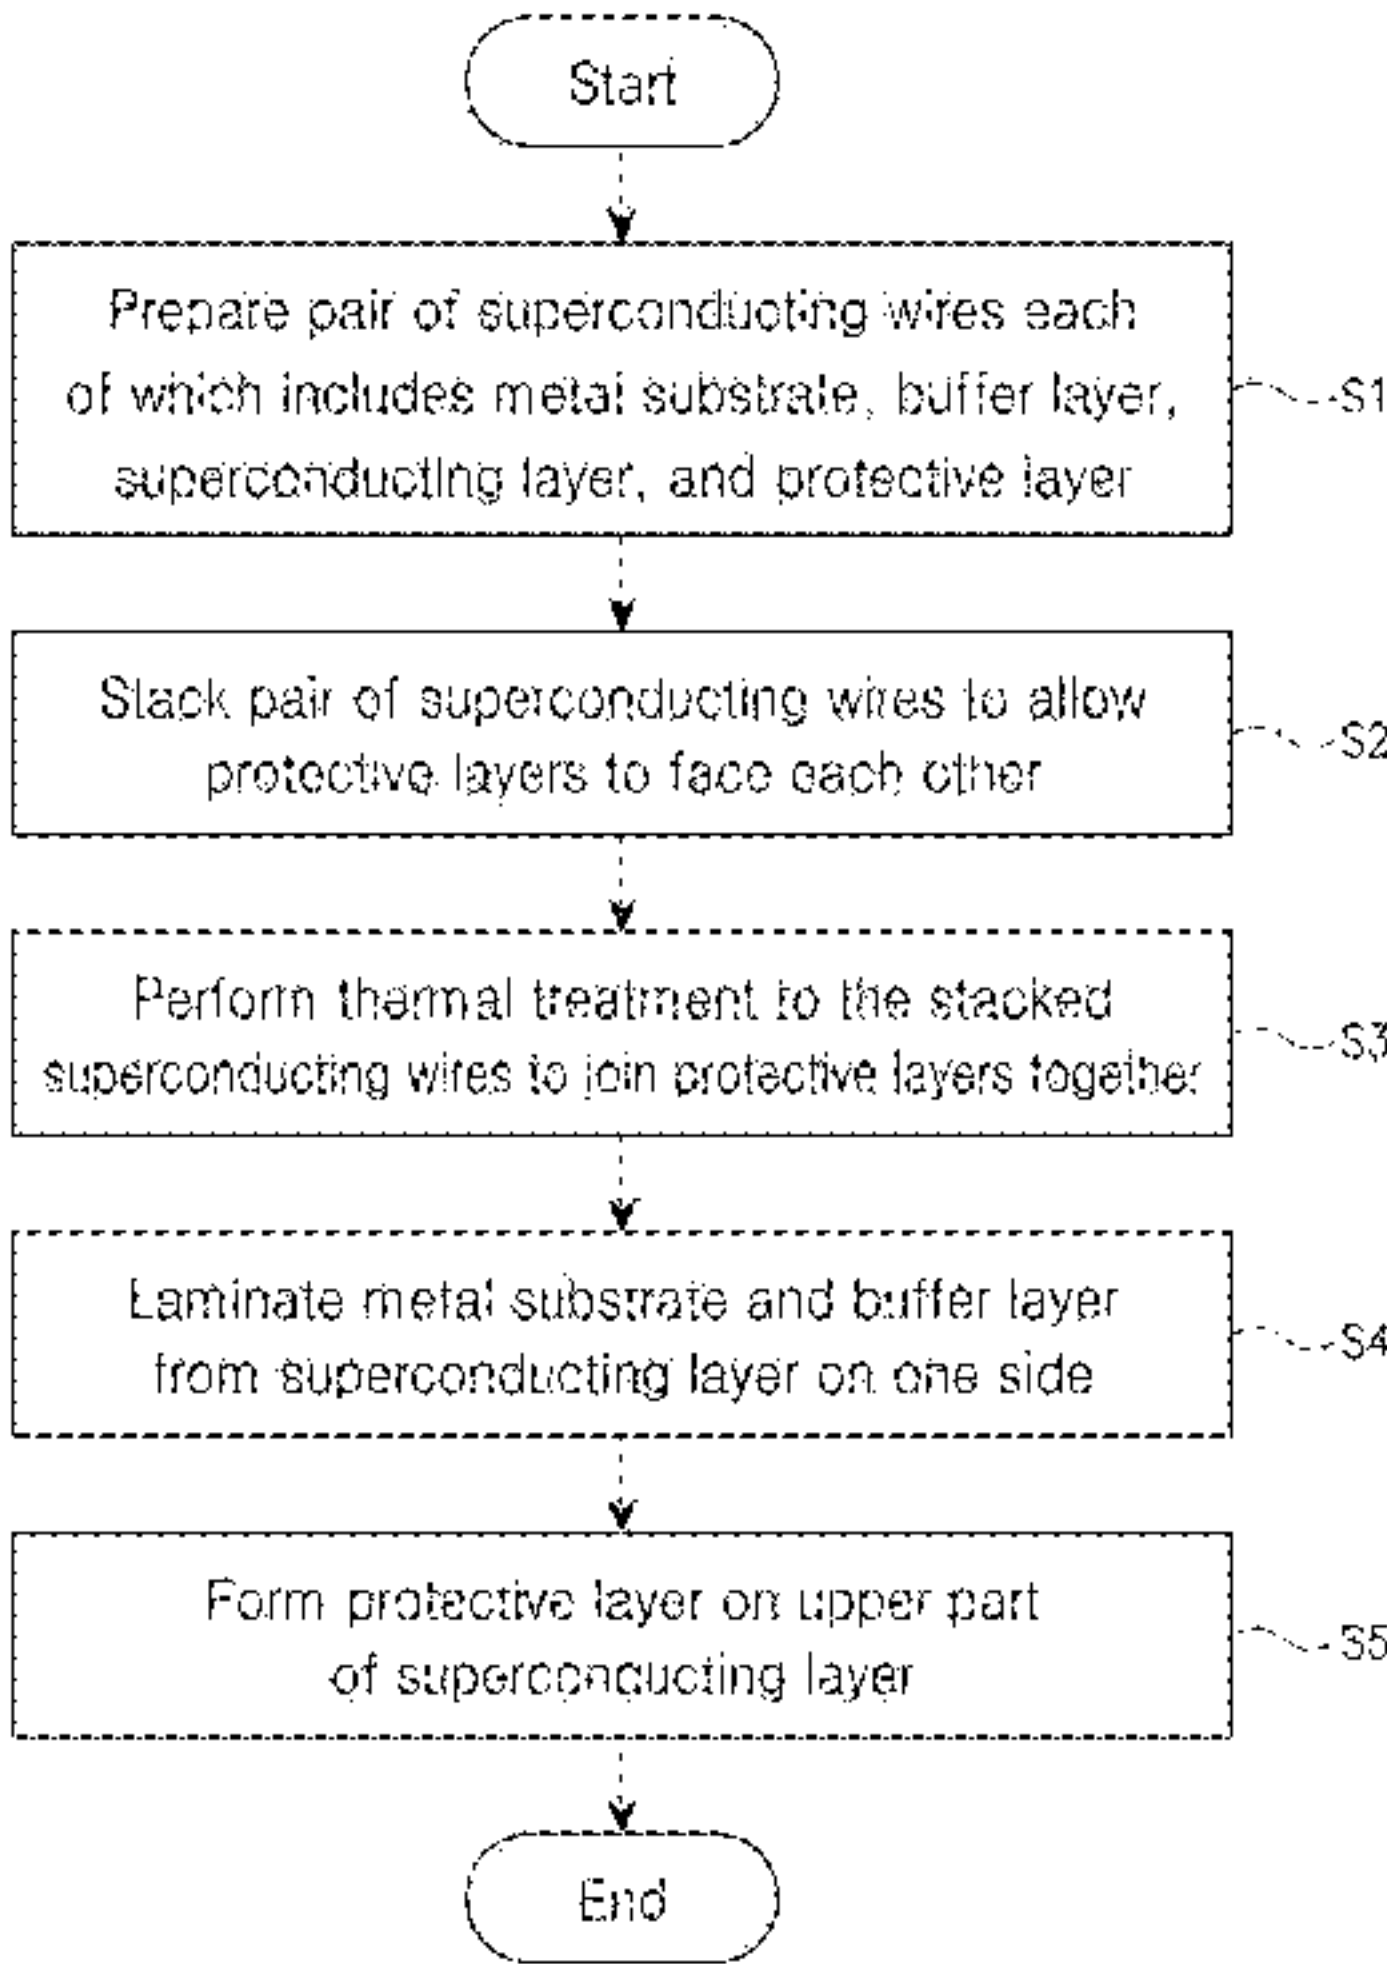 Start
Prepare pair of superconducting wires each
of which includes metal substrate, buffer layer,
superconducting layer, and protective layer
S1
Stack pair of superconducting wires to allow
protective layers to face each other
S2
Perform thermal treatment to the stacked
superconducting wires to join protective layers together
S3
Laminate metal substrate and buffer layer
from superconducting layer on one side
S4
Form protective layer on upper part
of superconducting layer
S5
End